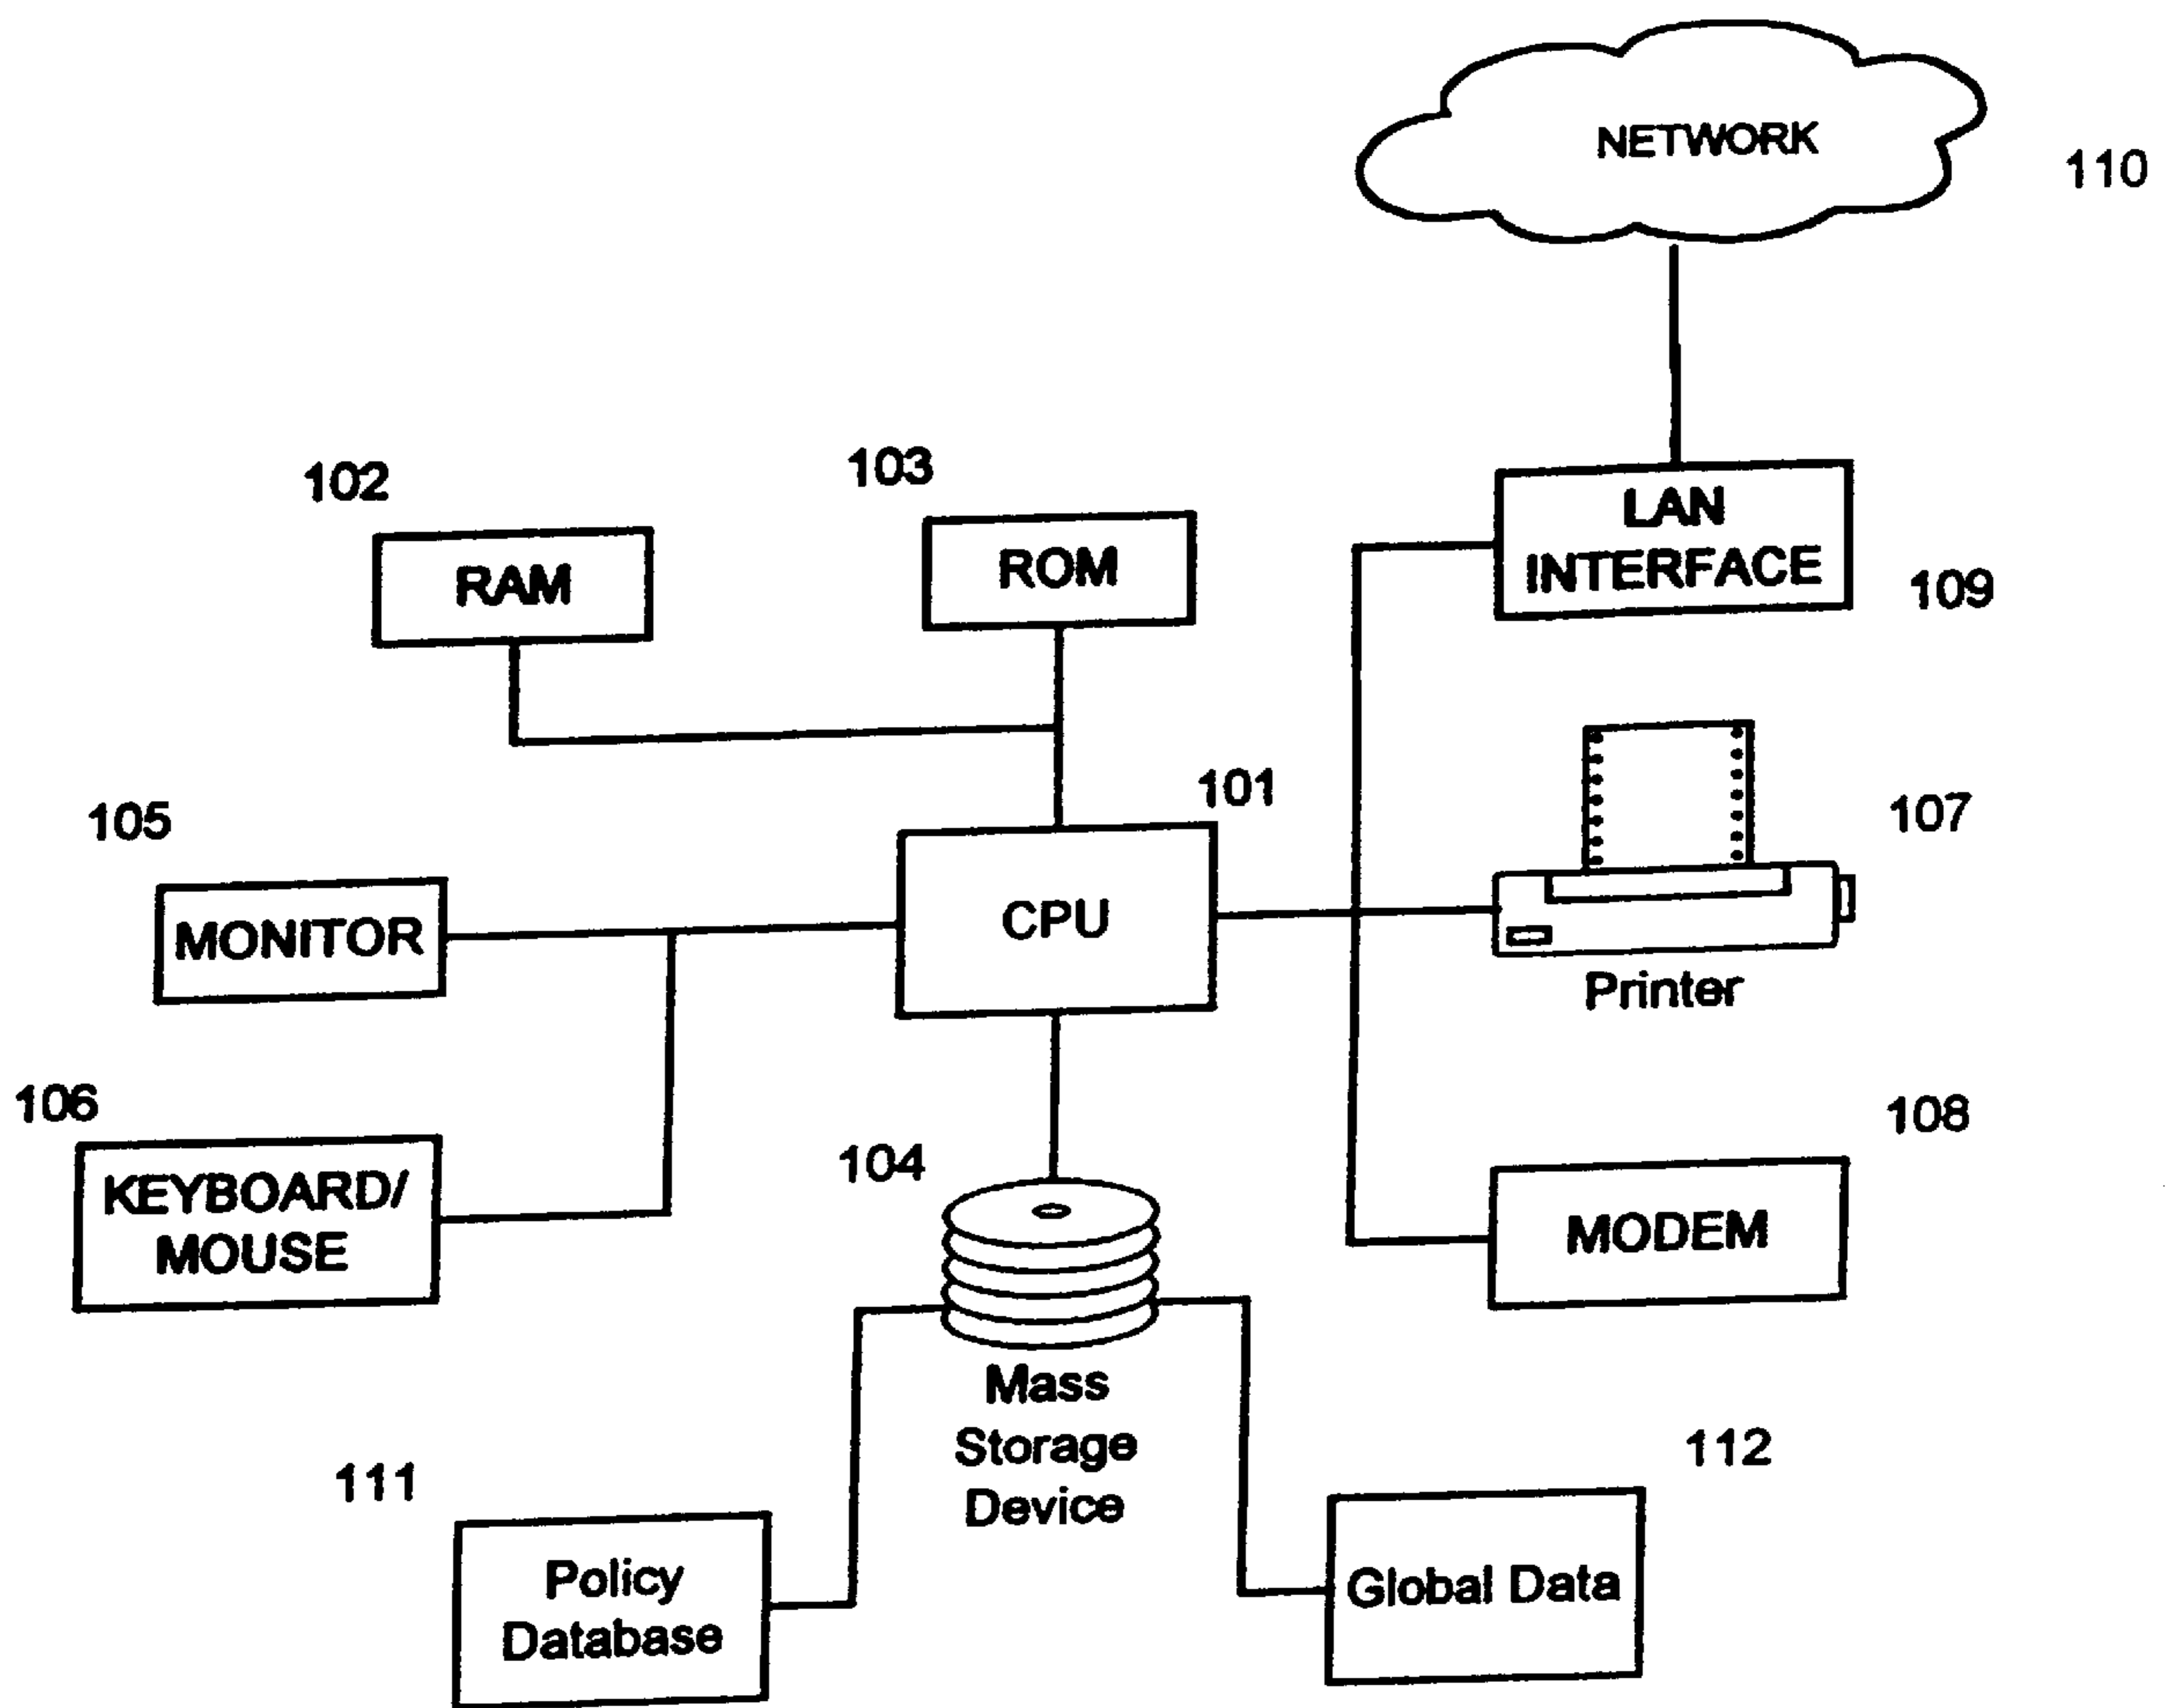 NETWORK
110
102
103
LAN
INTERFACE
RAM
ROM
109
101
105
107
CPU
MONITOR
Printer
106
108
104
KEYBOARD/
MOUSE
MODEM
Mass
Storage
Device
111
112
Policy
Database
Global Data